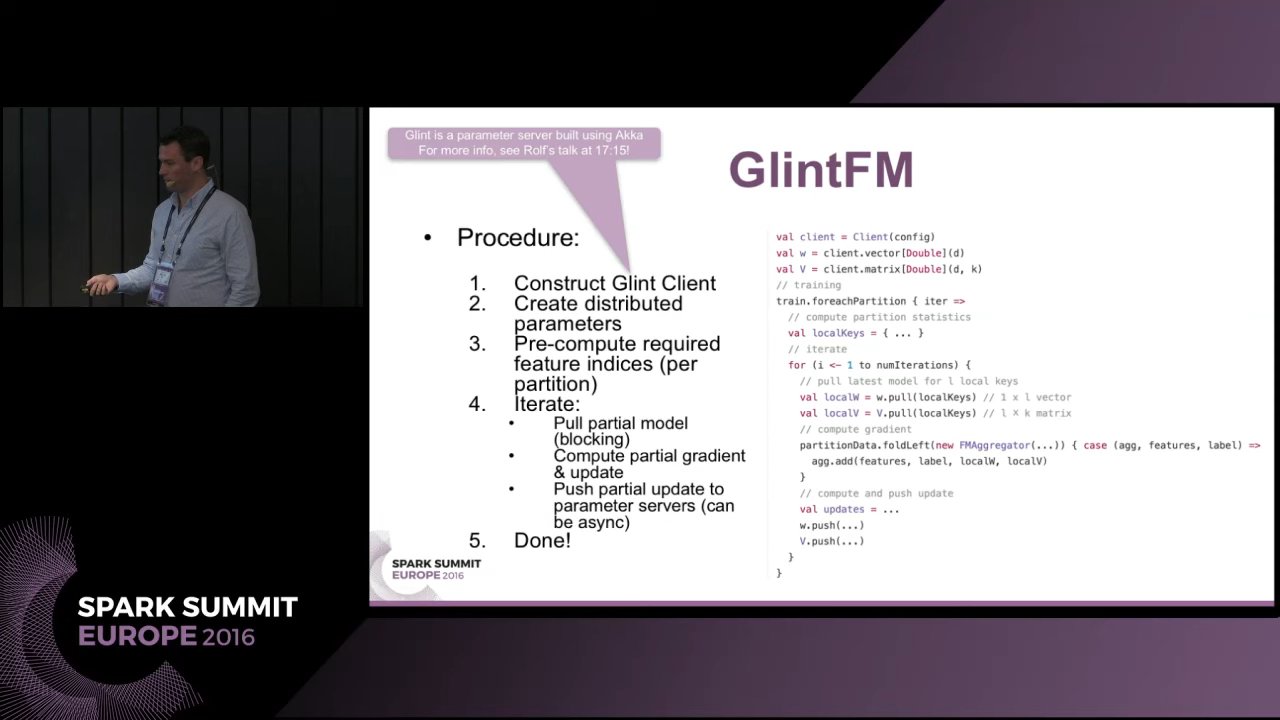 Glint is a parameter server built using Akka
For more info, see Rolf's talk at 17:15!
GlintFM
• Procedure:
1. Construct Glint Client
2. Create distributed
parameters
3. Pre-compute required
feature indices (per
partition)
4. Iterate:
• Pull partial model
(blocking)
• Compute partial gradient
& update
• Push partial update to
parameter servers (can
be async)
5. Done!
val client = Client(config)
val w = client.vector[Double](d)
val V = client.matrix[Double](d, k)
// training
train.foreachPartition { iter =>
// compute partition statistics
val localKeys = { ... }
// iterate
for (i <- 1 to numIterations) {
// pull latest model for l local keys
val localW = w.pull(localKeys) // 1 x l vector
val localV = V.pull(localKeys) // l × k matrix
// compute gradient
partitionData.foldLeft(new FMAggregator(...)) { case (agg, features, label) =>
agg.add(features, label, localW, localV)
}
// compute and push update
val updates = ...
w.push(...)
V.push(...)
}
}
SPARK SUMMIT
EUROPE 2016
SPARK SUMMIT
EUROPE 2016